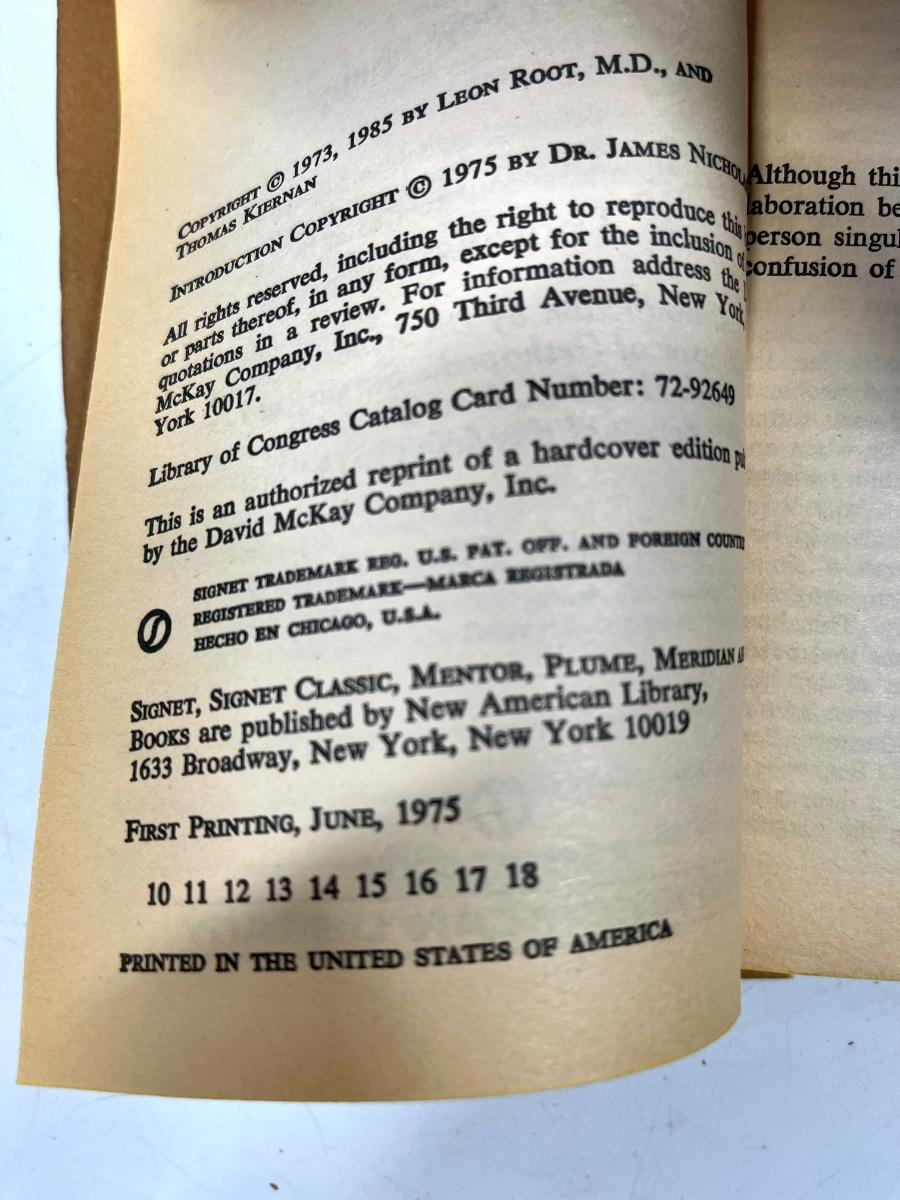 COPYRIGHT © 1973, 1985 BY LEON ROOT, M.D., AND
THOMAS KIERNAN
INTRODUCTION COPYRIGHT © 1975 BY DR. JAMES
All rights reserved, including the right to reproduce this
or parts thereof, in any form, except for the inclusion of
quotations in a review. For information address the
McKay Company, Inc., 750 Third Avenue, New York,
York 10017.
Library of Congress Catalog Card Number: 72-92649
This is an authorized reprint of a hardcover edition
by the David McKay Company, Inc.
SIGNET TRADEMARK REG. U.S. PAT. OFF. AND FOREIGN
REGISTERED TRADEMARK—MARCA REGISTRADA
HECHO EN CHICAGO, U.S.A.
SIGNET, SIGNET CLASSIC, MENTOR, PLUME, MERIDIAN
BOOKS are published by New American Library,
1633 Broadway, New York, New York 10019
FIRST PRINTING, JUNE, 1975
10 11 12 13 14 15 16 17 18
PRINTED IN THE UNITED STATES OF AMERICA
Although
person
confusion of